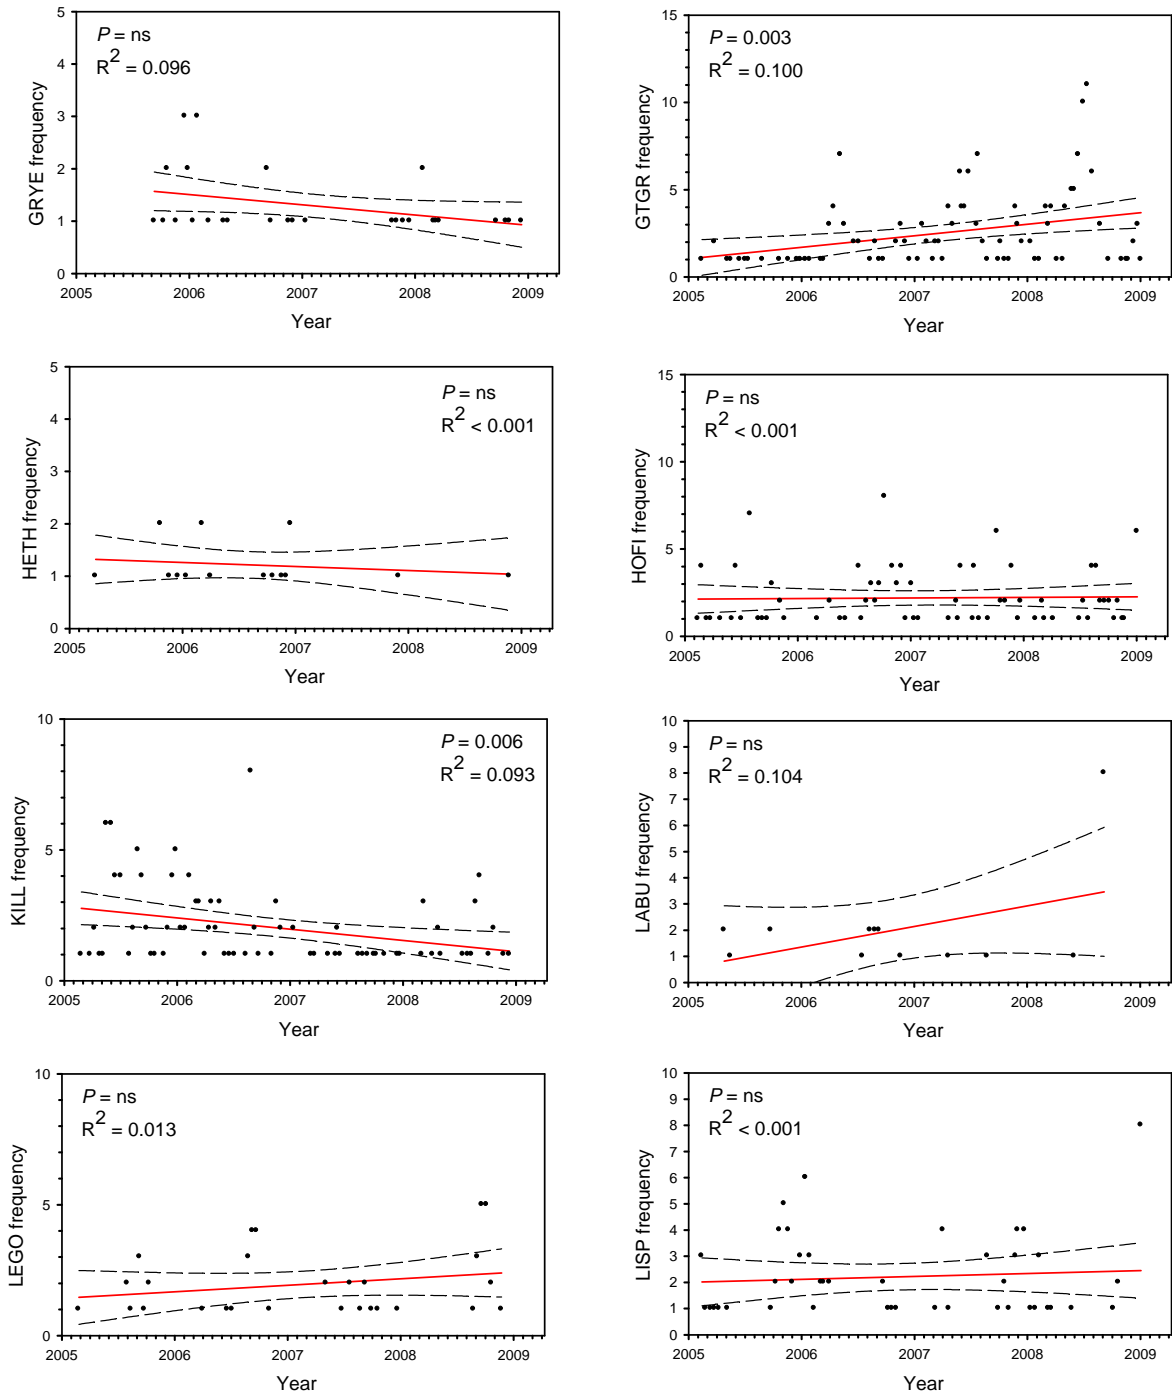 5
4
3
2
1
0
GRYE frequency
P = ns
R2 = 0.096
2005 2006 2007 2008 2009
Year
15
10
5
0
GTGR frequency
P = 0.003
R2 = 0.100
2005 2006 2007 2008 2009
Year
5
4
3
2
1
0
HETH frequency
P = ns
R2 < 0.001
2005 2006 2007 2008 2009
Year
15
10
5
0
HOFI frequency
P = ns
R2 < 0.001
2005 2006 2007 2008 2009
Year
10
5
0
KILL frequency
P = 0.006
R2 = 0.093
2005 2006 2007 2008 2009
Year
10
9
8
7
6
5
4
3
2
1
0
LABU frequency
P = ns
R2 = 0.104
2005 2006 2007 2008 2009
Year
10
5
0
LEGO frequency
P = ns
R2 = 0.013
2005 2006 2007 2008 2009
Year
10
9
8
7
6
5
4
3
2
1
0
LISP frequency
P = ns
R2 < 0.001
2005 2006 2007 2008 2009
Year